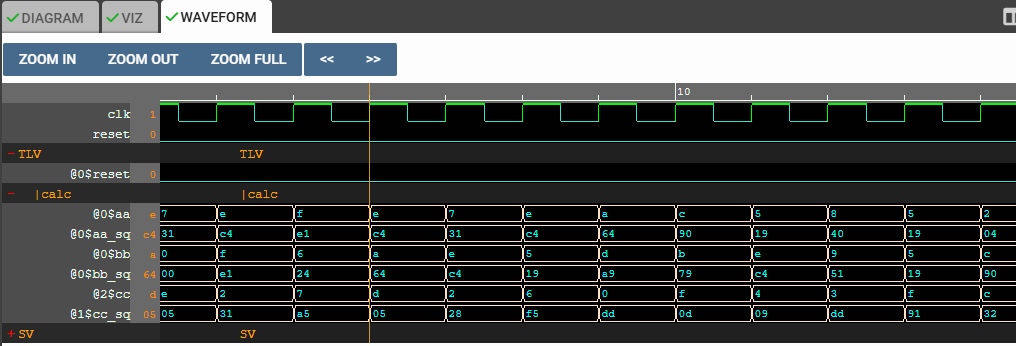 DIAGRAM VIZ WAVEFORM
ZOOM IN ZOOM OUT ZOOM FULL << >>
10
clk 1
reset 0
-TLV TLV
@0$reset 0
- |calc |calc
@0$aa e 7 e f e 7 e a c 5 8 5 2
@0$aa_sq c4 31 c4 e1 c4 31 c4 64 90 19 40 19 04
@0$bb a 0 f 6 a e 5 d b e 9 5 c
@0$bb_sq 64 00 e1 24 64 c4 19 a9 79 c4 51 19 90
@2$cc d e 2 7 d 2 6 0 f 4 3 f c
@1$cc_sq 05 05 31 a5 05 28 f5 dd 0d 09 dd 91 32
+SV SV